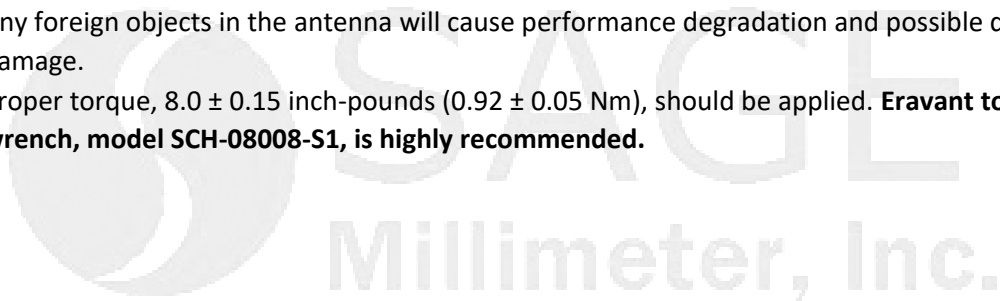 ny foreign objects in the antenna will cause performance degradation and possible
amage.
roper torque, 8.0 ± 0.15 inch-pounds (0.92 ± 0.05 Nm), should be applied. Eravant
rench, model SCH-08008-S1, is highly recommended.
SAGE
Millimeter, Inc.